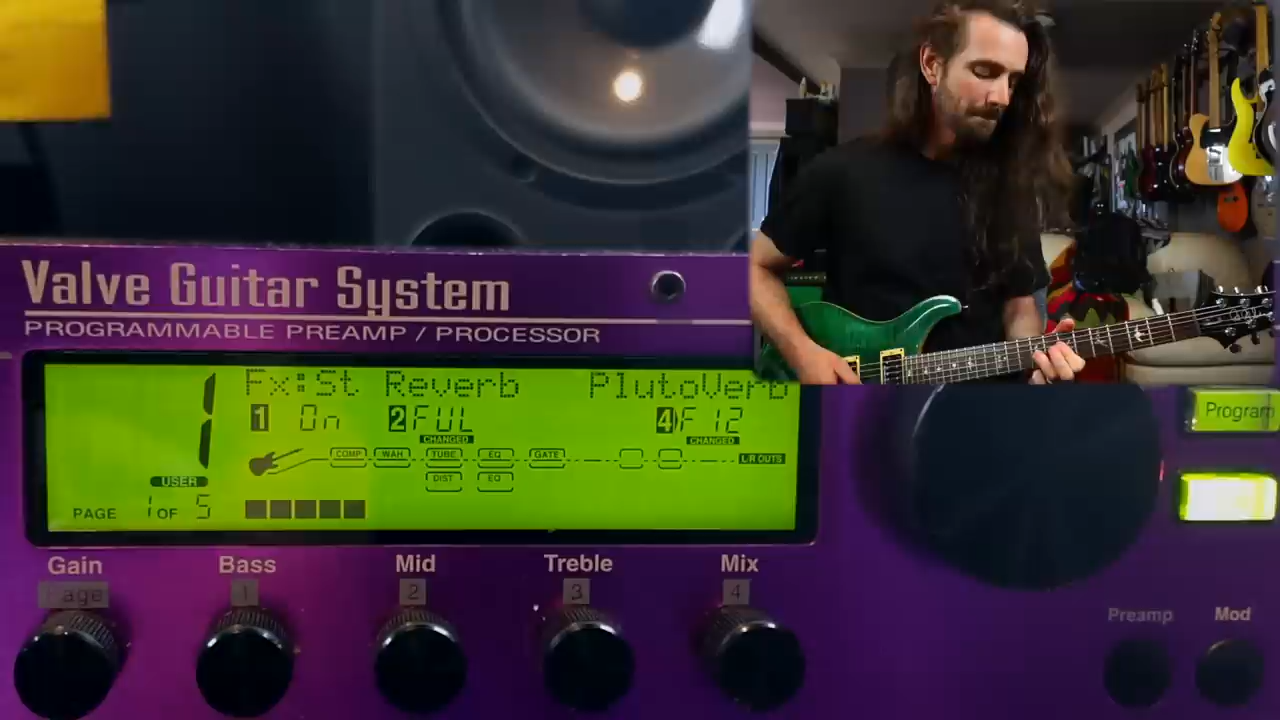 Valve Guitar System
PROGRAMMABLE PREAMP / PROCESSOR
Fx:St Reverb PlutoVerb
1 On 2 FUL 4 F 12
CHANGED CHANGED
1
COMP WAH TUBE EQ GATE L/R OUTS
DIST EQ
USER
PAGE 1 OF 5
Program
Gain Bass Mid Treble Mix
Page 1 2 3 4
Preamp Mod